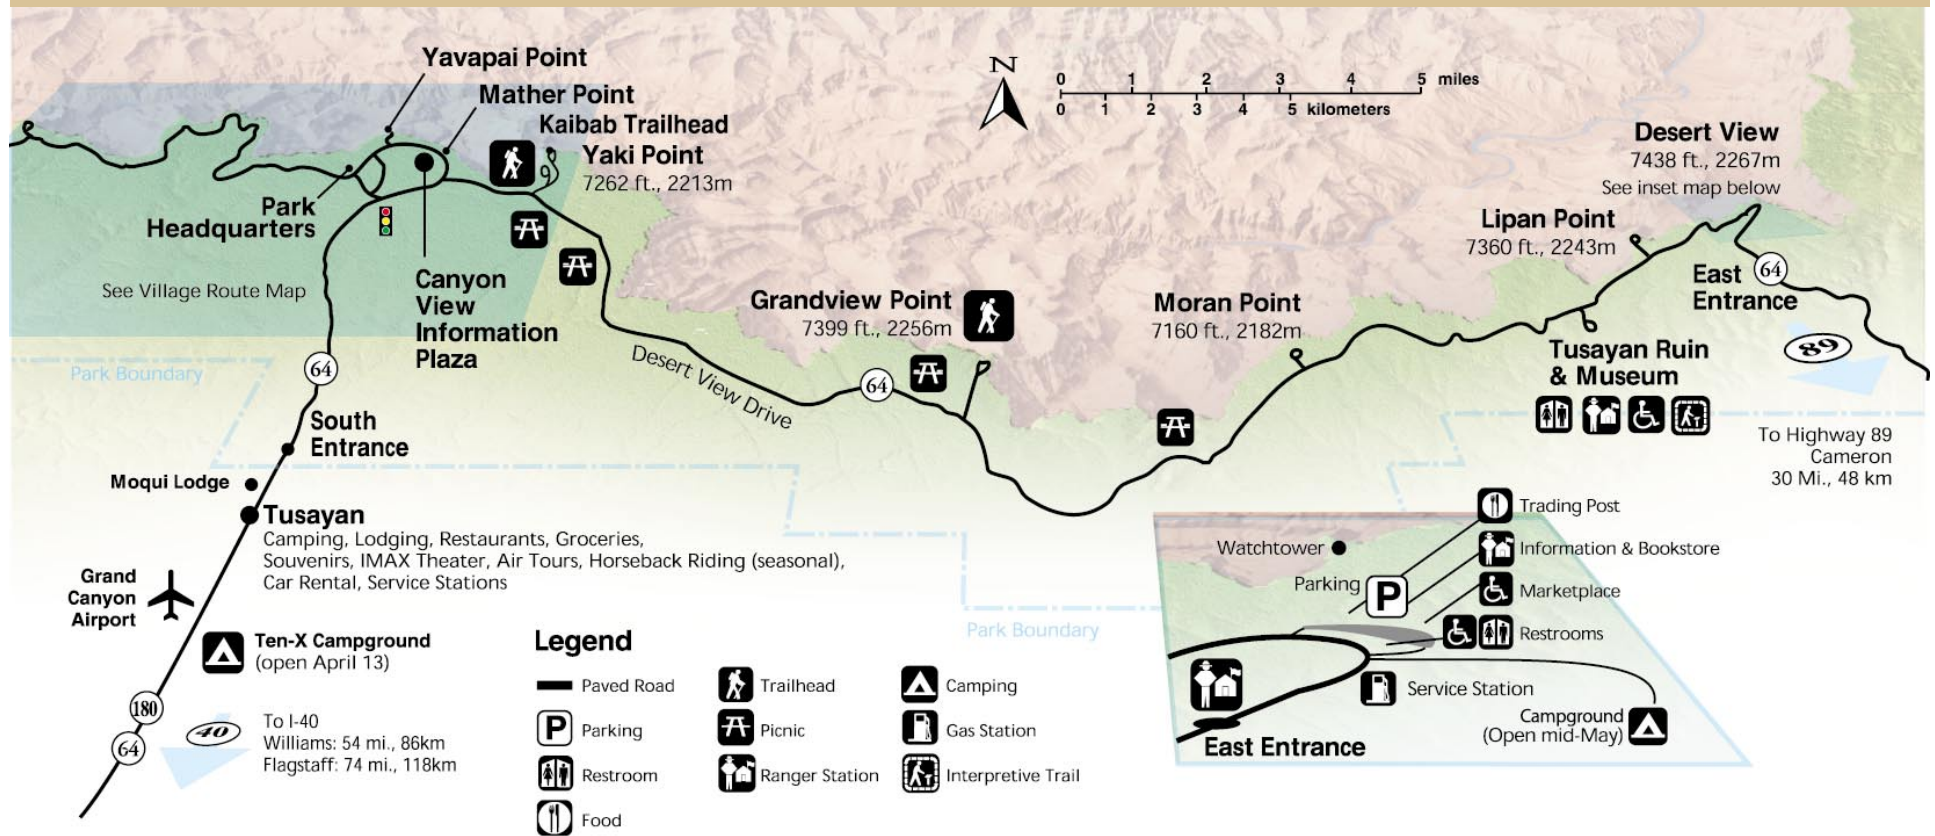 Yavapai Point
Mather Point
Kaibab Trailhead
Yaki Point
7262 ft., 2213m
N
0 1 2 3 4 5 miles
0 1 2 3 4 5 kilometers
Desert View
7438 ft., 2267m
See inset map below
Park
Headquarters
Lipan Point
7360 ft., 2243m
See Village Route Map
Canyon
View
Information
Plaza
Grandview Point
7399 ft., 2256m
Moran Point
7160 ft., 2182m
East
Entrance
64
Tusayan Ruin
& Museum
89
Park Boundary
64
Desert View Drive
64
South
Entrance
To Highway 89
Cameron
30 Mi., 48 km
Moqui Lodge
Tusayan
Camping, Lodging, Restaurants, Groceries,
Souvenirs, IMAX Theater, Air Tours, Horseback Riding (seasonal),
Car Rental, Service Stations
Grand
Canyon
Airport
Ten-X Campground
(open April 13)
180
64
40
To I-40
Williams: 54 mi., 86km
Flagstaff: 74 mi., 118km
Park Boundary
Legend
Paved Road
P Parking
Restroom
Food
Trailhead
Picnic
Ranger Station
Camping
Gas Station
Interpretive Trail
Trading Post
Watchtower
Information & Bookstore
Parking
P
Marketplace
Restrooms
Service Station
Campground
(Open mid-May)
East Entrance